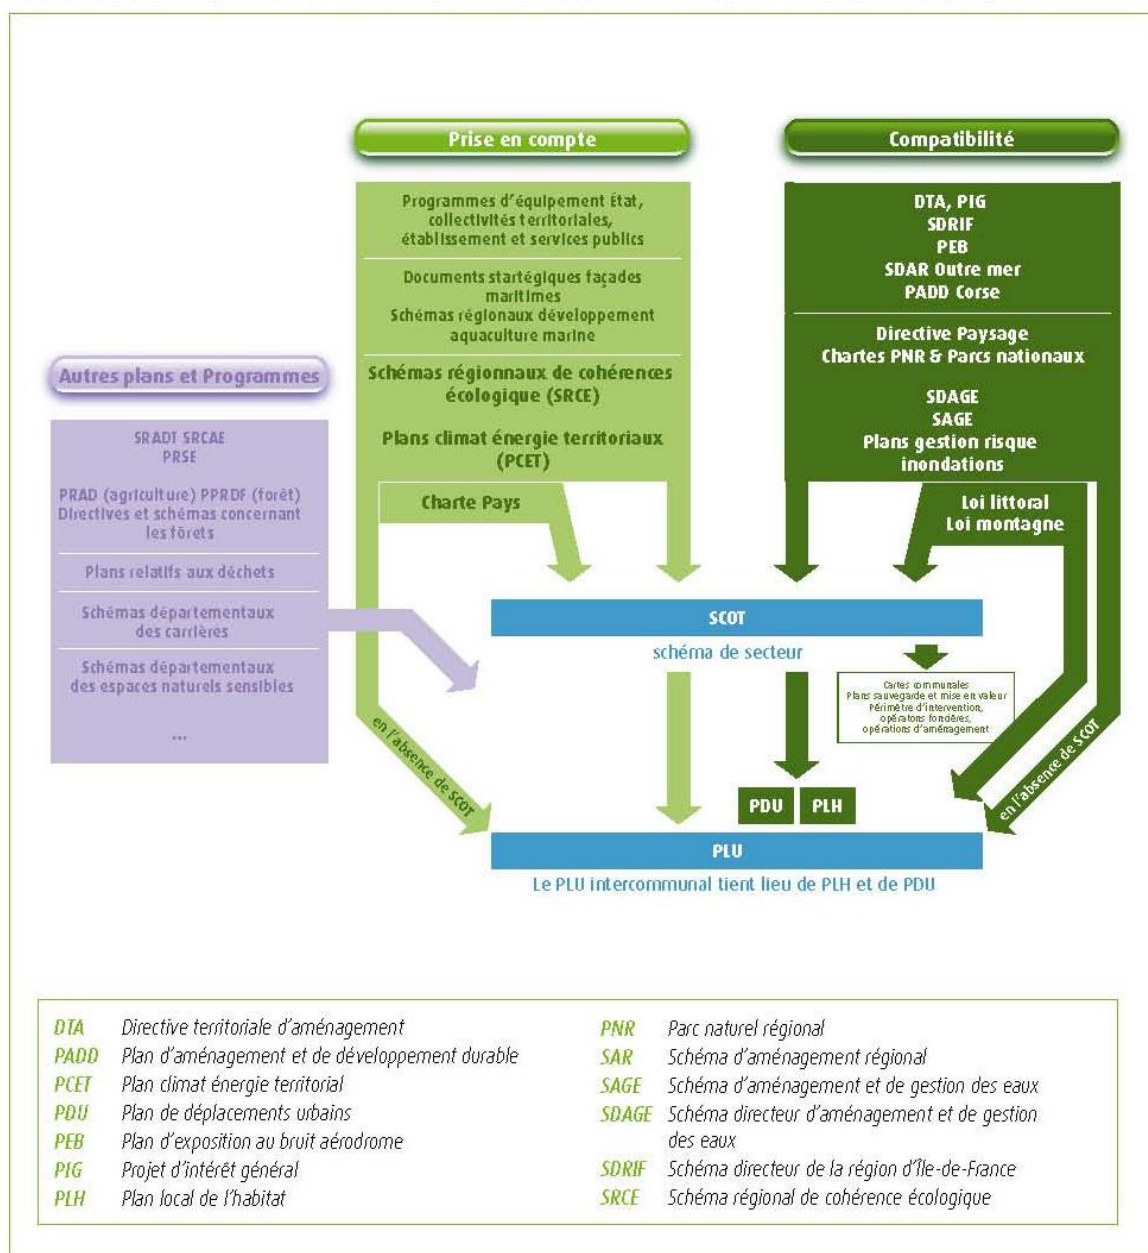 Prise en compte
Programmes d'équipement État,
collectivités territoriales,
établissement et services publics
Documents startégiques façades
maritimes
Schémas régionaux développement
aquaculture marine
Schémas régionnaux de cohérences
écologique (SRCE)
Plans climat énergie territoriaux
(PCET)
Charte Pays
Compatibilité
DTA, PIG
SDRIF
PEB
SDAR Outre mer
PADD Corse
Directive Paysage
Chartes PNR & Parcs nationaux
SDAGE
SAGE
Plans gestion risque
inondations
Loi littoral
Loi montagne
Autres plans et Programmes
SRADT SRCAE
PRSE
PRAD (agriculture) PPRDF (forêt)
Directives et schémas concernant
les fôrets
Plans relatifs aux déchets
Schémas départementaux
des carrières
Schémas départementaux
des espaces naturels sensibles
...
SCOT
schéma de secteur
Cartes communales
Plans sauvegarde et mise en valeur
Périmètre d'intervention,
opératons foncières,
opérations d'aménagement
en l'absence de SCOT
en l'absence de SCOT
PDU
PLH
PLU
Le PLU intercommunal tient lieu de PLH et de PDU
DTA Directive territoriale d'aménagement
PADD Plan d'aménagement et de développement durable
PCET Plan climat énergie territorial
PDU Plan de déplacements urbains
PEB Plan d'exposition au bruit aérodrome
PIG Projet d'intérêt général
PLH Plan local de l'habitat
PNR Parc naturel régional
SAR Schéma d'aménagement régional
SAGE Schéma d'aménagement et de gestion des eaux
SDAGE Schéma directeur d'aménagement et de gestion
des eaux
SDRIF Schéma directeur de la région d'Île-de-France
SRCE Schéma régional de cohérence écologique